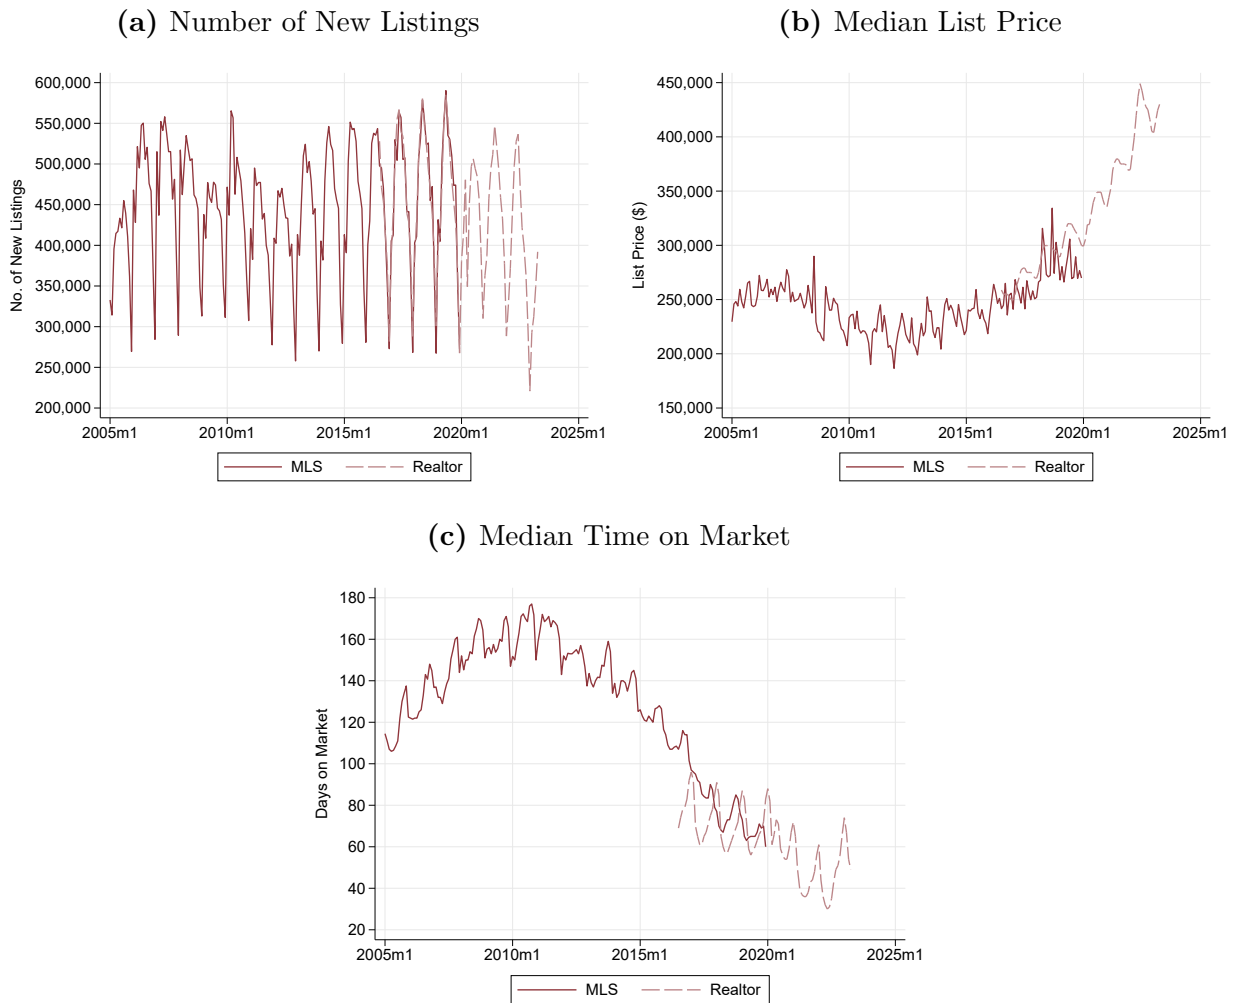 (a) Number of New Listings
No. of New Listings
600,000
550,000
500,000
450,000
400,000
350,000
300,000
250,000
200,000
2005m1 2010m1 2015m1 2020m1 2025m1
MLS Realtor
(b) Median List Price
List Price ($)
450,000
400,000
350,000
300,000
250,000
200,000
150,000
2005m1 2010m1 2015m1 2020m1 2025m1
MLS Realtor
(c) Median Time on Market
Days on Market
180
160
140
120
100
80
60
40
20
2005m1 2010m1 2015m1 2020m1 2025m1
MLS Realtor